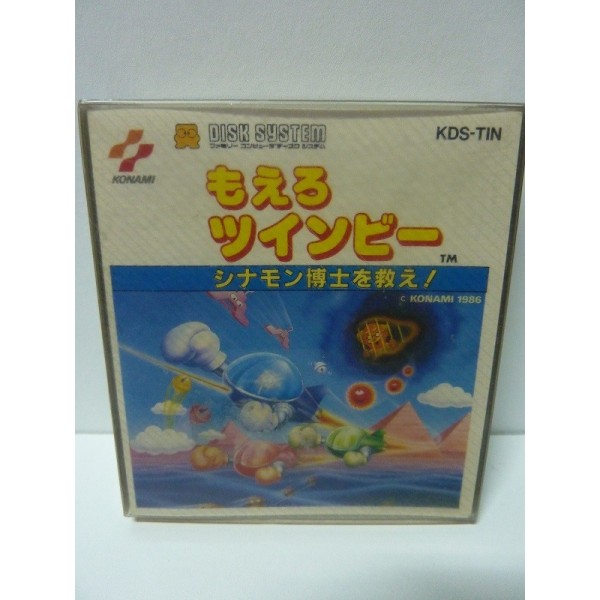 DISK SYSTEM
ファミリー コンピュータ ディスク システム
KDS-TIN
KONAMI
もえろ
ツインビー
TM
シナモン博士を救え!
© KONAMI 1986